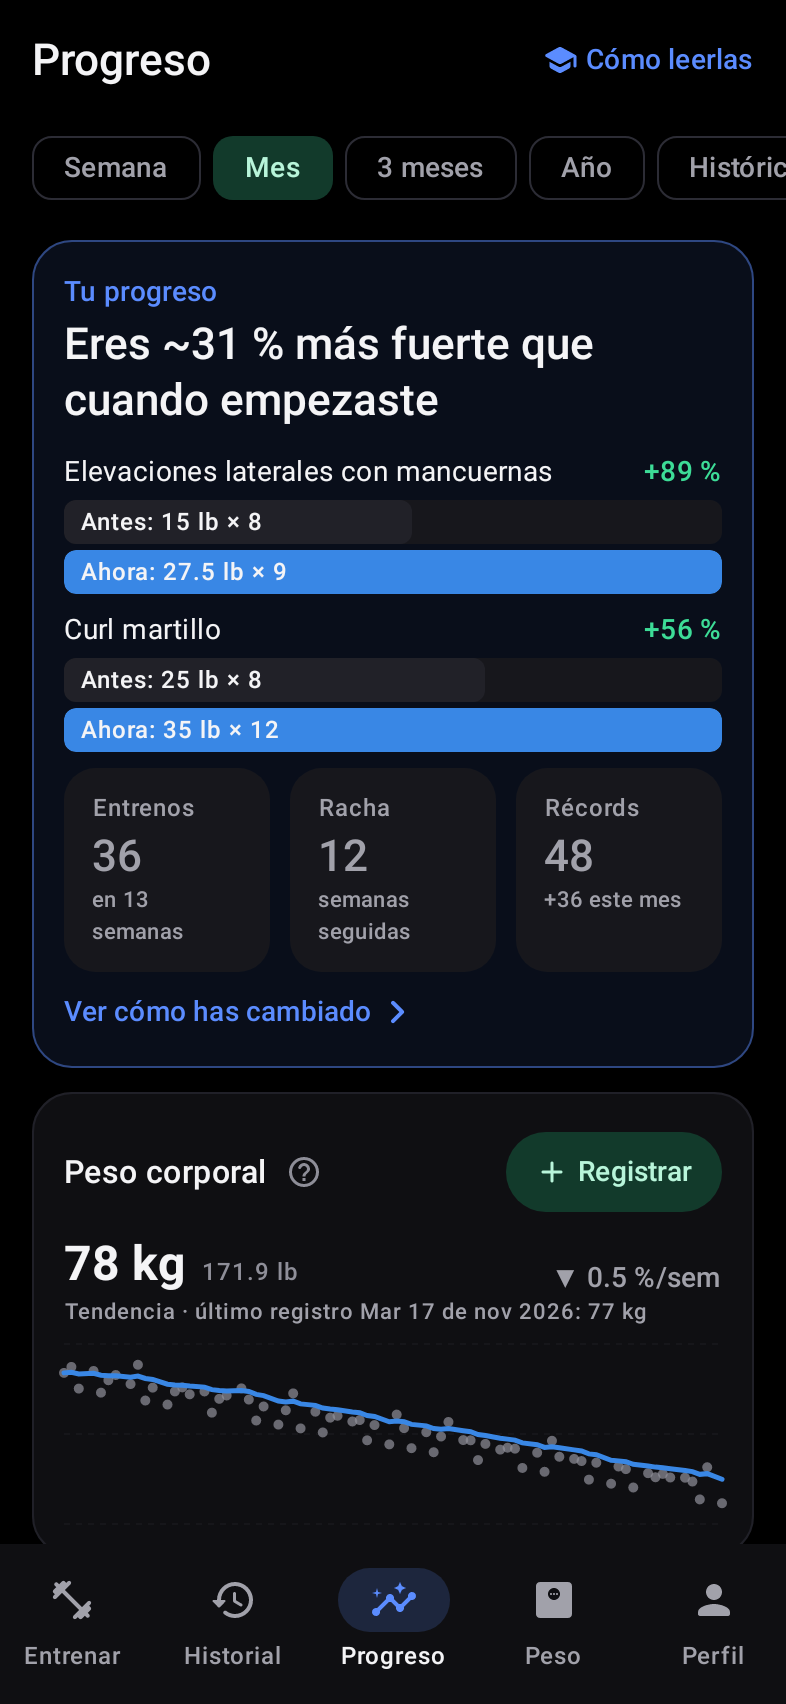 Progreso
Cómo leerlas
Semana
Mes
3 meses
Año
Históric
Tu progreso
Eres ~31 % más fuerte que
cuando empezaste
Elevaciones laterales con mancuernas
+89 %
Antes: 15 lb × 8
Ahora: 27.5 lb × 9
Curl martillo
+56 %
Antes: 25 lb × 8
Ahora: 35 lb × 12
Entrenos
36
en 13
semanas
Racha
12
semanas
seguidas
Récords
48
+36 este mes
Ver cómo has cambiado
Peso corporal
Registrar
78 kg 171.9 lb
▼ 0.5 %/sem
Tendencia · último registro Mar 17 de nov 2026: 77 kg
Entrenar
Historial
Progreso
Peso
Perfil